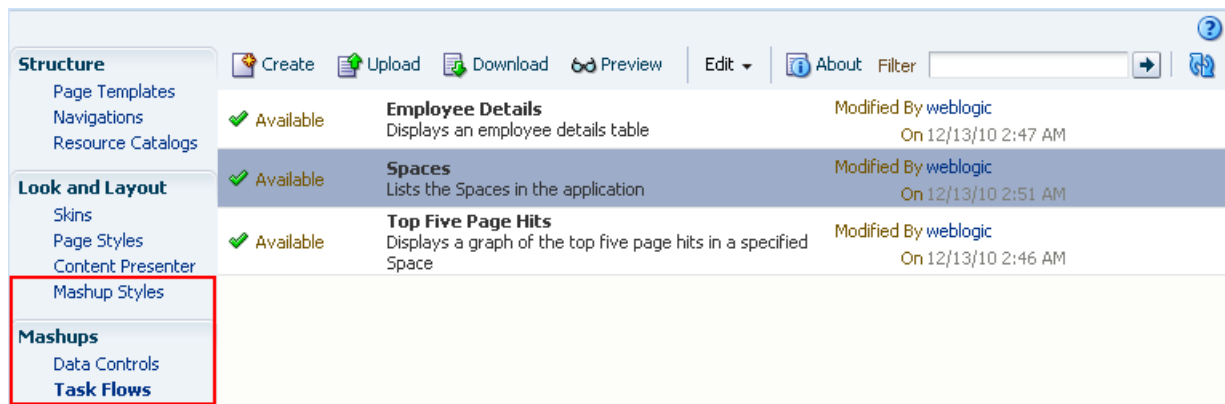 ?
Structure
Page Templates
Navigations
Resource Catalogs
Look and Layout
Skins
Page Styles
Content Presenter
Mashup Styles
Mashups
Data Controls
Task Flows
Create Upload Download Preview Edit About Filter
Available Employee Details Modified By weblogic
Displays an employee details table On 12/13/10 2:47 AM
Available Spaces Modified By weblogic
Lists the Spaces in the application On 12/13/10 2:51 AM
Available Top Five Page Hits Modified By weblogic
Displays a graph of the top five page hits in a specified On 12/13/10 2:46 AM
Space